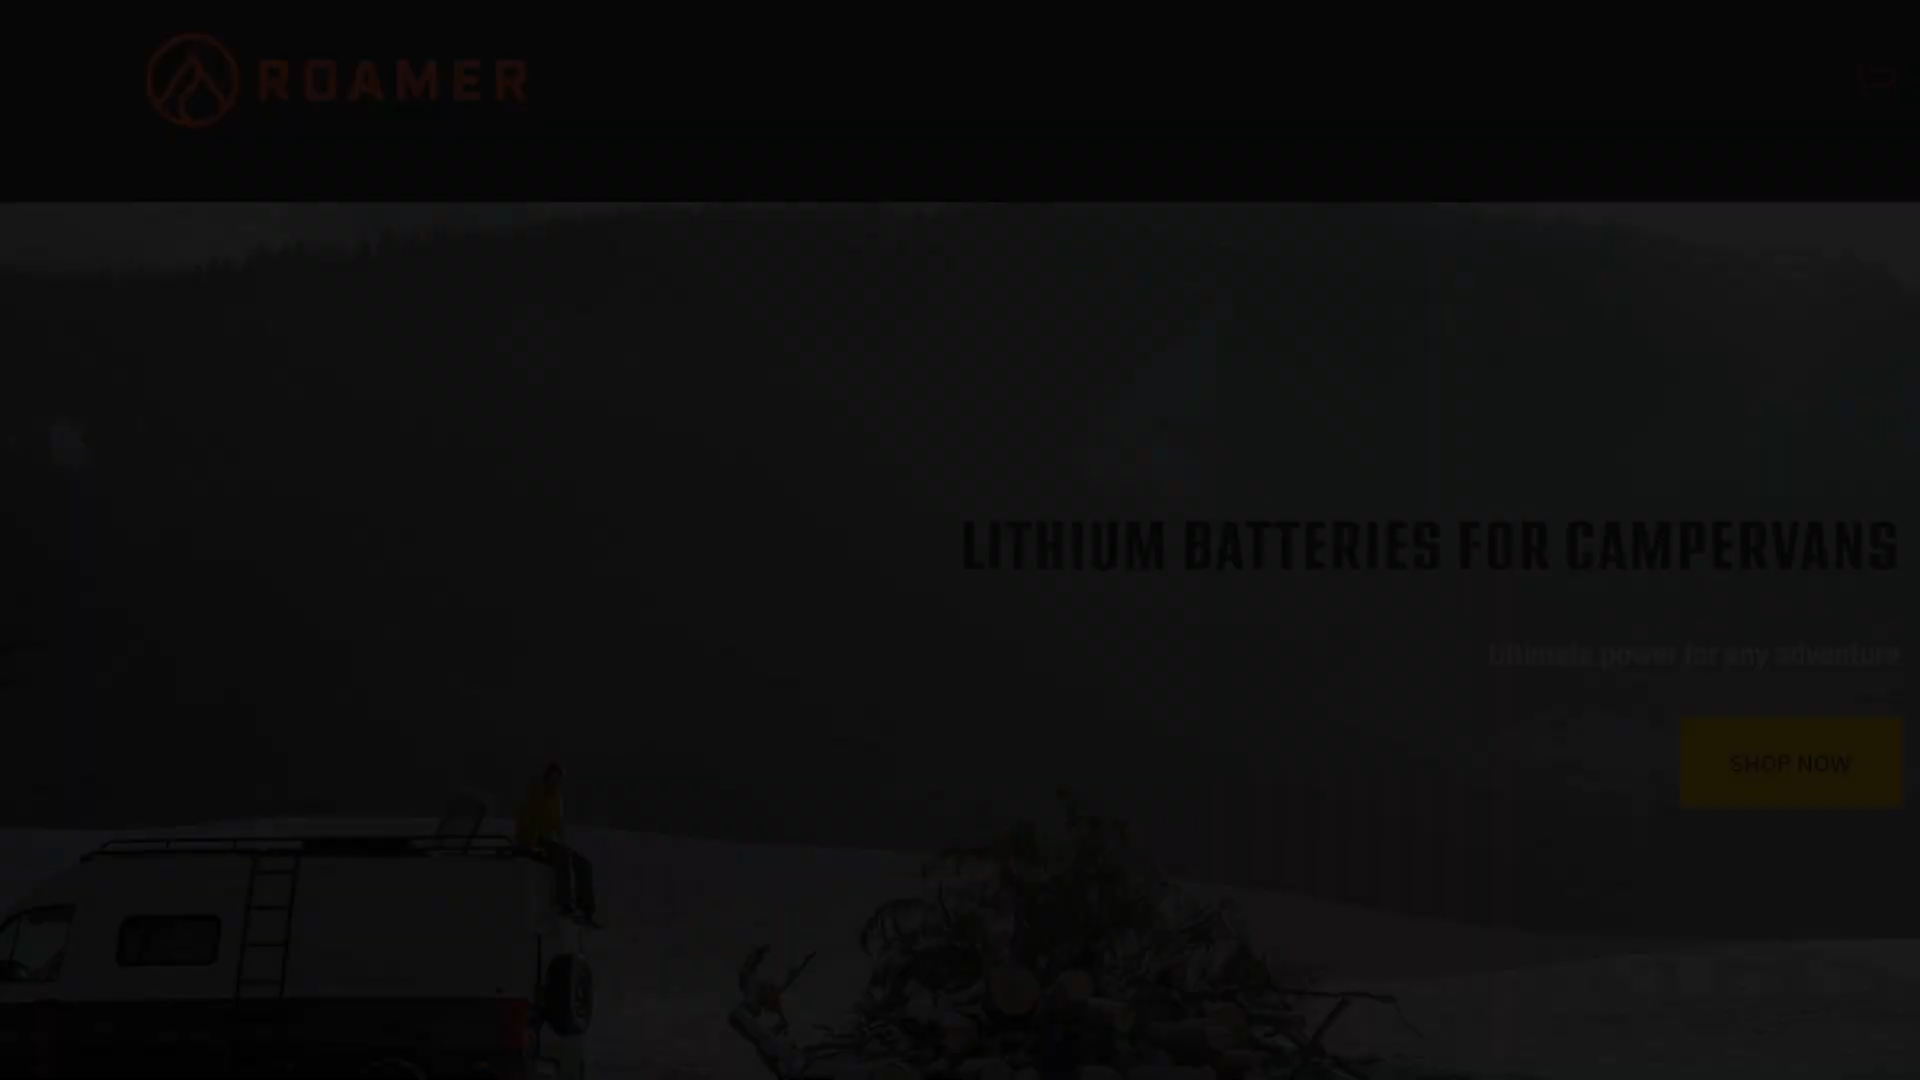 ROAMER
LITHIUM BATTERIES FOR CAMPERVANS
Ultimate power for any adventure
SHOP NOW